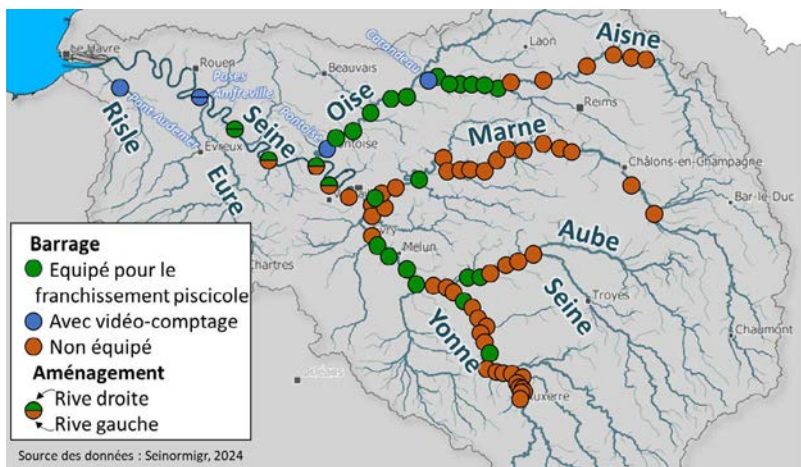 Le Havre
Rouen
Beauvais
Laon
Aisne
Carandeau
Poses
Amfreville
Oise
Reims
Risle
Pont-Audemer
Seine
Pontoise
Marne
Evreux
Eure
Châlons-en-Champagne
Bar-le-Duc
Chartres
Melun
Aube
Seine
Troyes
Yonne
Chaumont
Barrage
Equipé pour le
franchissement piscicole
Avec vidéo-comptage
Non équipé
Aménagement
Rive droite
Rive gauche
Source des données : Seinormigr, 2024